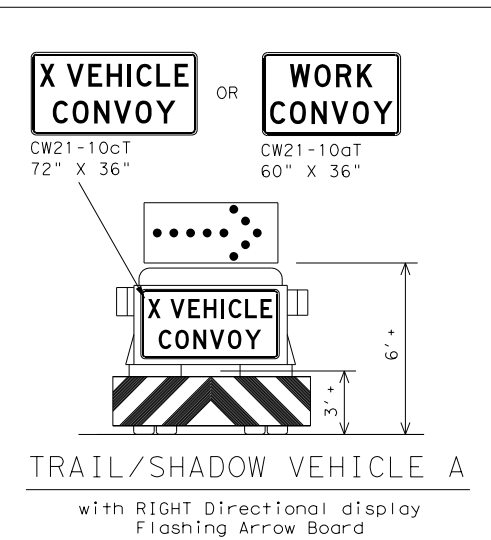 X VEHICLE
CONVOY
OR
WORK
CONVOY
CW21-10cT
72" X 36"
CW21-10aT
60" X 36"
X VEHICLE
CONVOY
6'+
3'+
TRAIL/SHADOW VEHICLE A
with RIGHT Directional display
Flashing Arrow Board